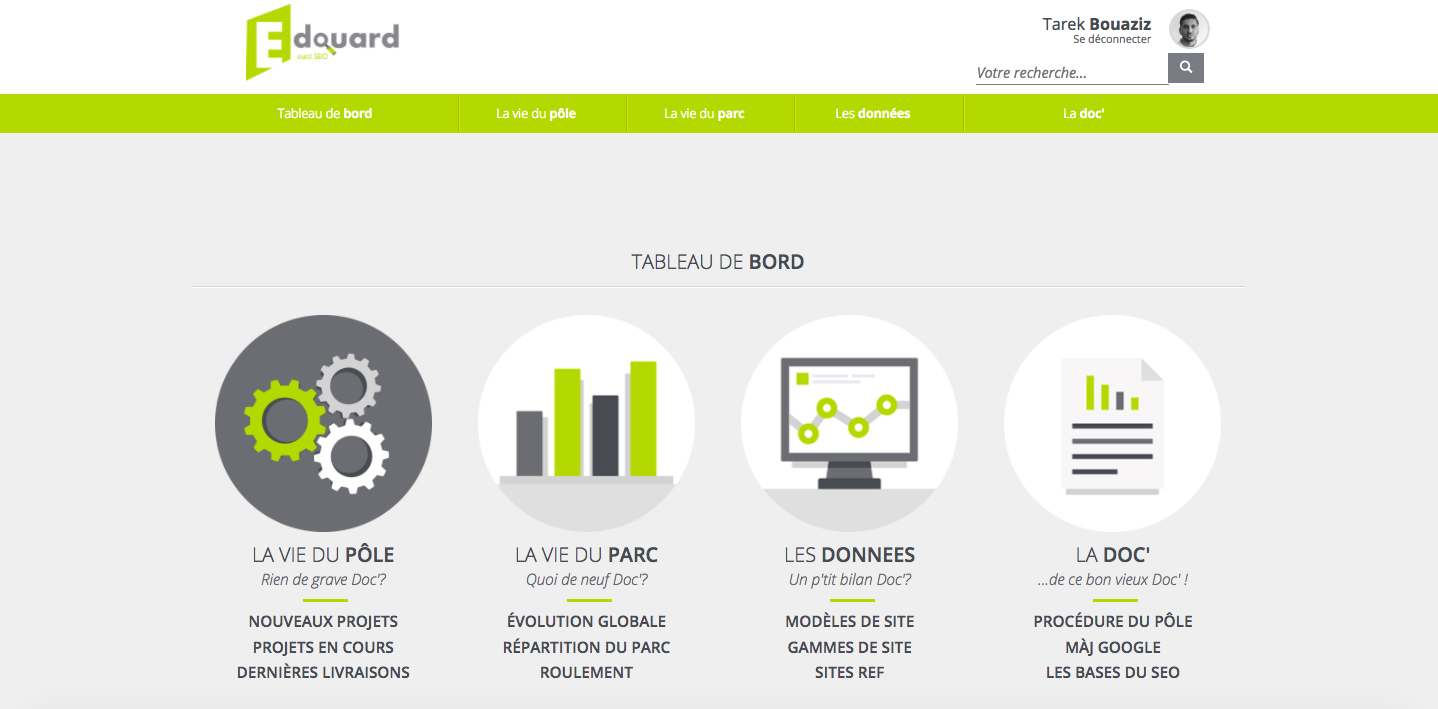 Edouard
outil SEO
Tarek Bouaziz
Se déconnecter
Votre recherche...
Tableau de bord
La vie du pôle
La vie du parc
Les données
La doc'
TABLEAU DE BORD
LA VIE DU PÔLE
Rien de grave Doc'?
NOUVEAUX PROJETS
PROJETS EN COURS
DERNIÈRES LIVRAISONS
LA VIE DU PARC
Quoi de neuf Doc'?
ÉVOLUTION GLOBALE
RÉPARTITION DU PARC
ROULEMENT
LES DONNEES
Un p'tit bilan Doc'?
MODÈLES DE SITE
GAMMES DE SITE
SITES REF
LA DOC'
...de ce bon vieux Doc' !
PROCÉDURE DU PÔLE
MÀJ GOOGLE
LES BASES DU SEO